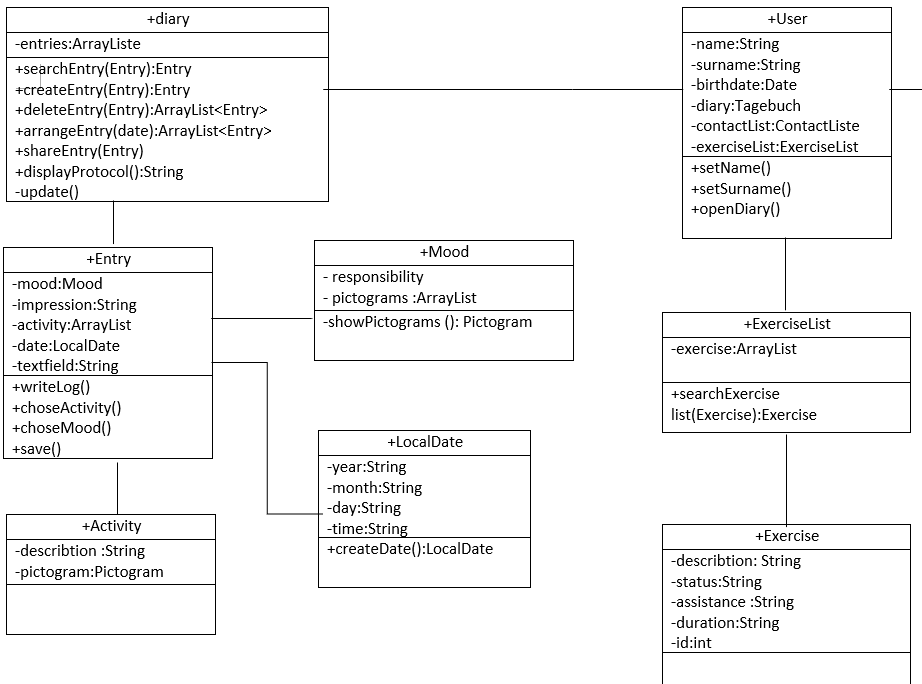 +diary
-entries:ArrayListe
+searchEntry(Entry):Entry
+createEntry(Entry):Entry
+deleteEntry(Entry):ArrayList<Entry>
+arrangeEntry(date):ArrayList<Entry>
+shareEntry(Entry)
+displayProtocol():String
-update()
+User
-name:String
-surname:String
-birthdate:Date
-diary:Tagebuch
-contactList:ContactListe
-exerciseList:ExerciseList
+setName()
+setSurname()
+openDiary()
+Entry
-mood:Mood
-impression:String
-activity:ArrayList
-date:LocalDate
-textfield:String
+writeLog()
+choseActivity()
+choseMood()
+save()
+Mood
- responsibility
- pictograms :ArrayList
-showPictograms (): Pictogram
+ExerciseList
-exercise:ArrayList
+searchExercise
list(Exercise):Exercise
+LocalDate
-year:String
-month:String
-day:String
-time:String
+createDate():LocalDate
+Activity
-describtion :String
-pictogram:Pictogram
+Exercise
-describtion: String
-status:String
-assistance :String
-duration:String
-id:int